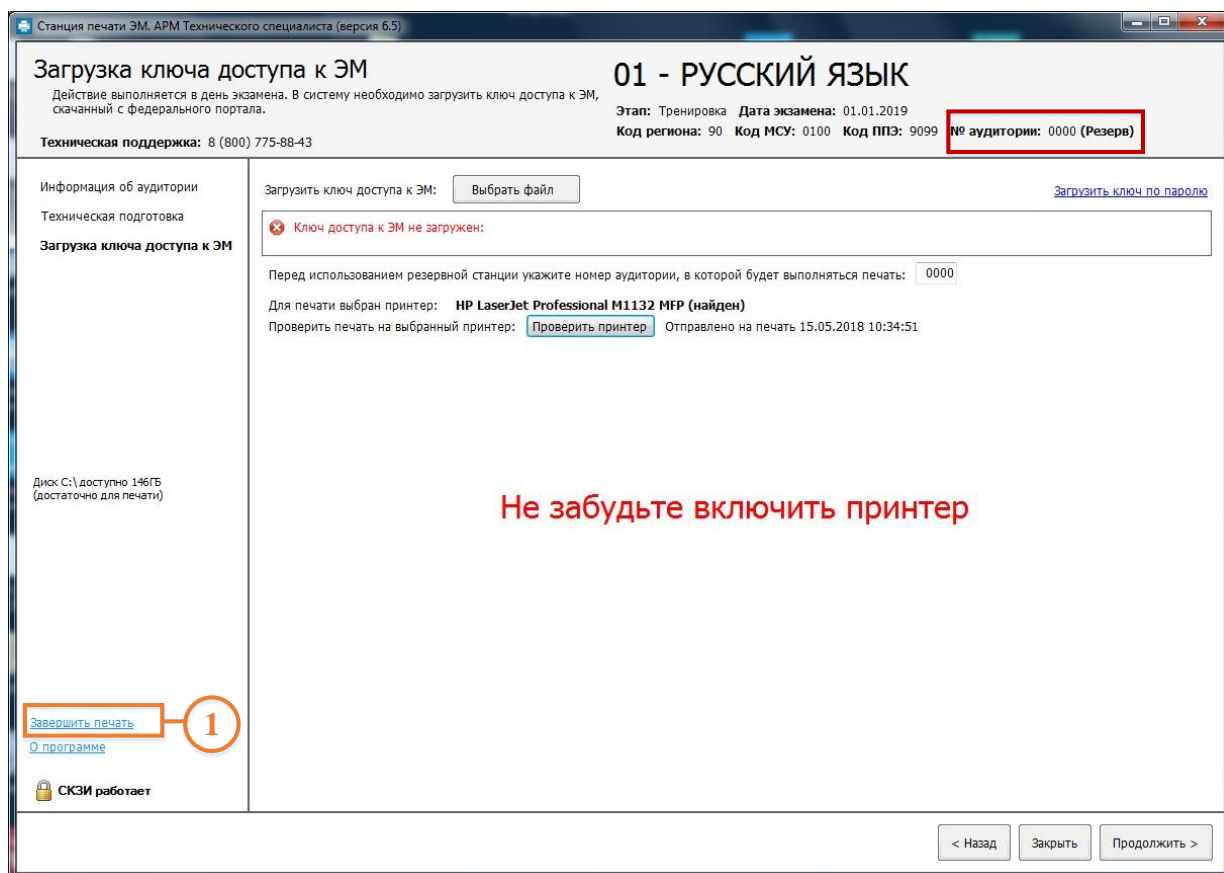 Станция печати ЭМ. АРМ Технического специалиста (версия 6.5)
Загрузка ключа доступа к ЭМ
Действие выполняется в день экзамена. В систему необходимо загрузить ключ доступа к ЭМ,
скачанный с федерального портала.
Техническая поддержка: 8 (800) 775-88-43
01 - РУССКИЙ ЯЗЫК
Этап: Тренировка Дата экзамена: 01.01.2019
Код региона: 90 Код МСУ: 0100 Код ППЭ: 9099 № аудитории: 0000 (Резерв)
Информация об аудитории
Техническая подготовка
Загрузка ключа доступа к ЭМ
Загрузить ключ доступа к ЭМ: Выбрать файл Загрузить ключ по паролю
Ключ доступа к ЭМ не загружен:
Перед использованием резервной станции укажите номер аудитории, в которой будет выполняться печать: 0000
Для печати выбран принтер: HP LaserJet Professional M1132 MFP (найден)
Проверить печать на выбранный принтер: Проверить принтер Отправлено на печать 15.05.2018 10:34:51
Диск C:\ доступно 146ГБ
(достаточно для печати)
Не забудьте включить принтер
Завершить печать 1
О программе
СКЗИ работает
< Назад Закрыть Продолжить >